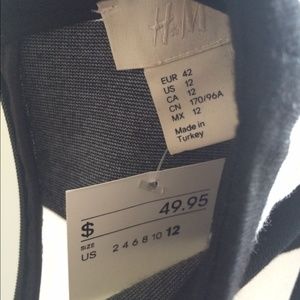 H&M
EUR 42
US 12
CA 12
CN 170/96A
MX 12
Made in
Turkey
$ 49.95
SIZE
US 2 4 6 8 10 12